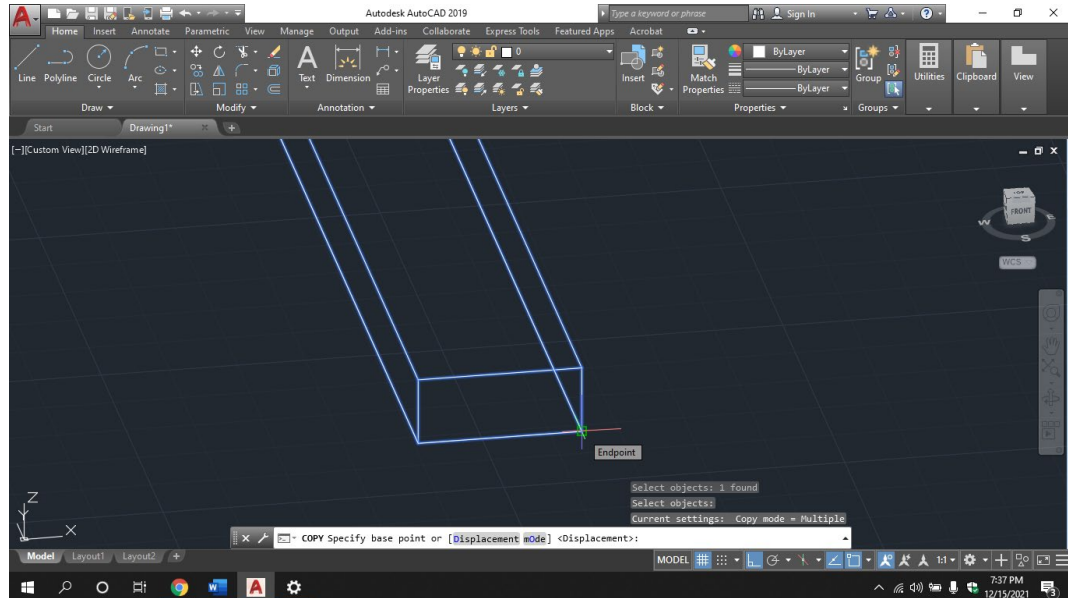 Autodesk AutoCAD 2019
Type a keyword or phrase
Sign In
Home Insert Annotate Parametric View Manage Output Add-ins Collaborate Express Tools Featured Apps Acrobat
Line Polyline Circle Arc
Text Dimension
Layer
Properties
0
Insert
Match
Properties
ByLayer
ByLayer
ByLayer
Group
Utilities
Clipboard
View
Draw Modify Annotation Layers Block Properties Groups
Start Drawing1*
[−][Custom View][2D Wireframe]
FRONT
W
E
S
WCS
Endpoint
Select objects: 1 found
Select objects:
Current settings: Copy mode = Multiple
Z
X
COPY Specify base point or [Displacement mOde] <Displacement>:
Model Layout1 Layout2 +
MODEL
1:1
7:37 PM
12/15/2021